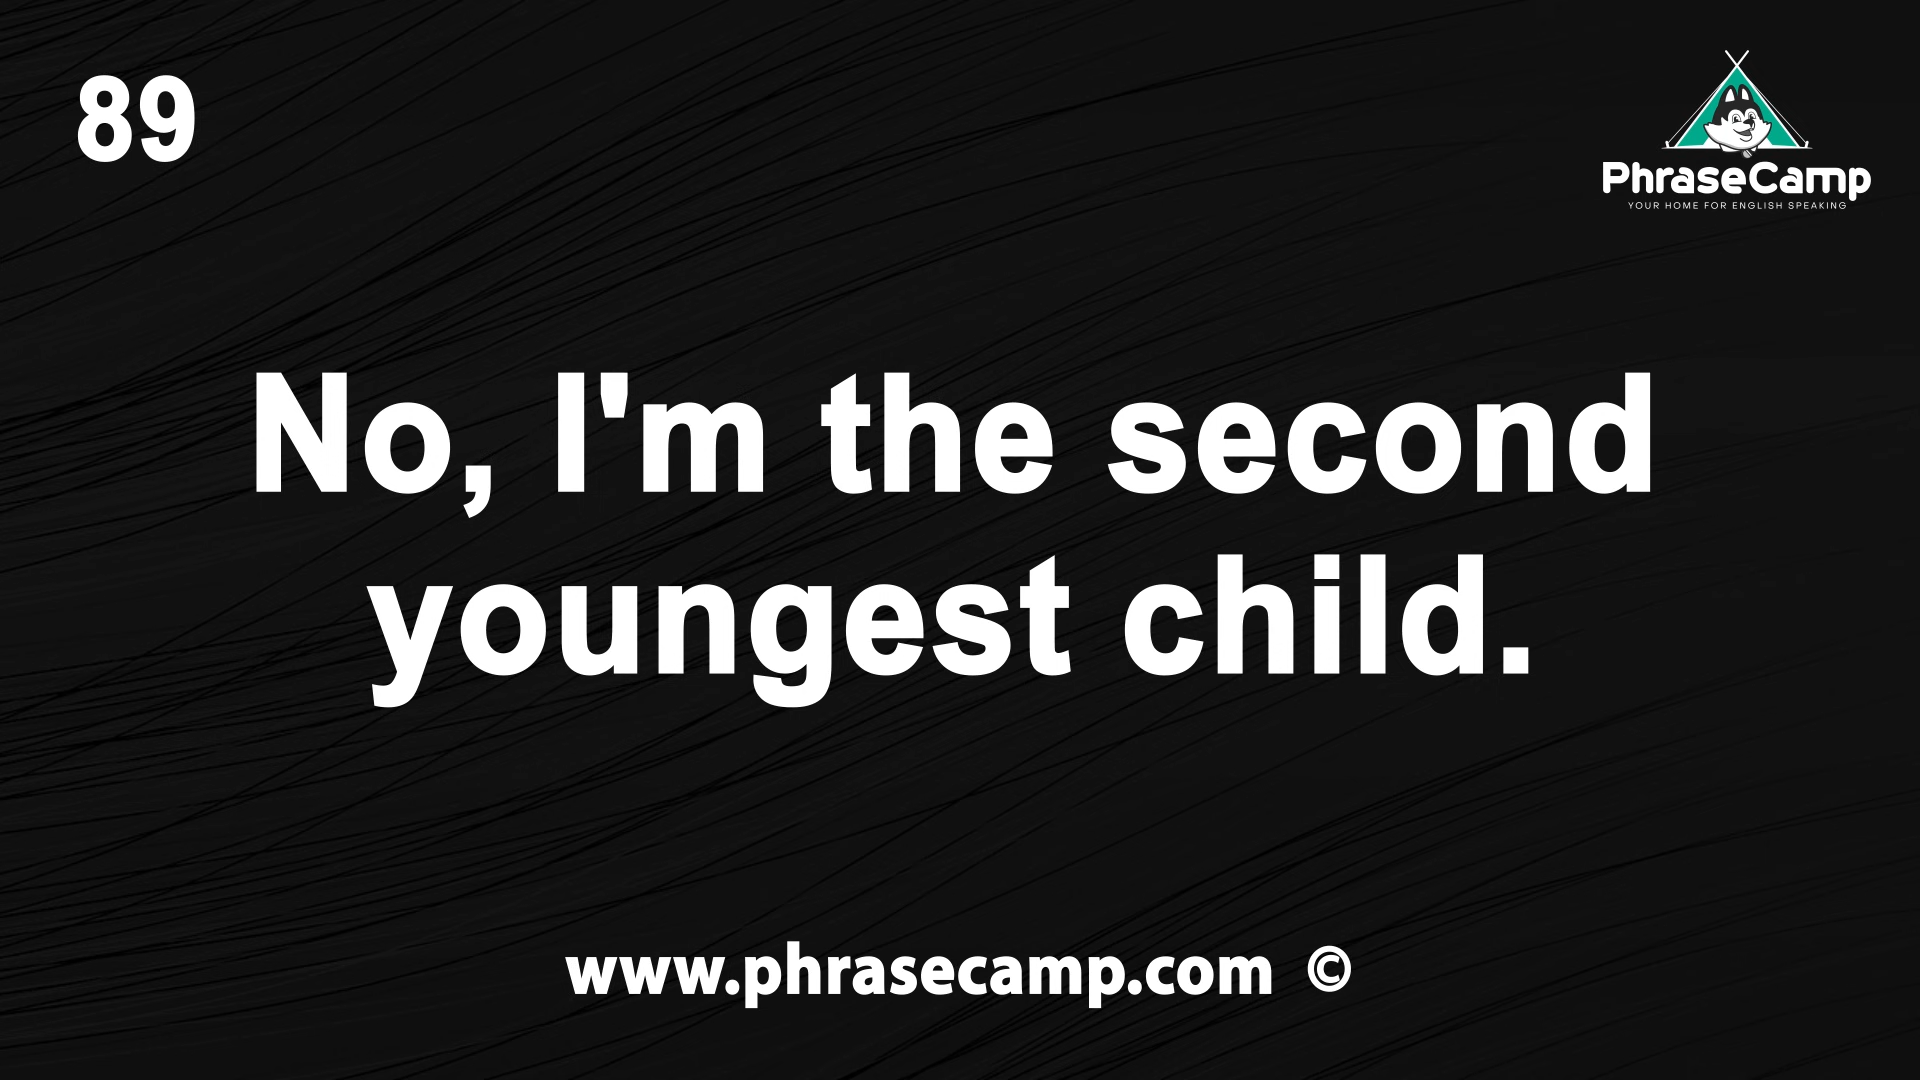 89
PhraseCamp
YOUR HOME FOR ENGLISH SPEAKING
No, I'm the second
youngest child.
www.phrasecamp.com ©